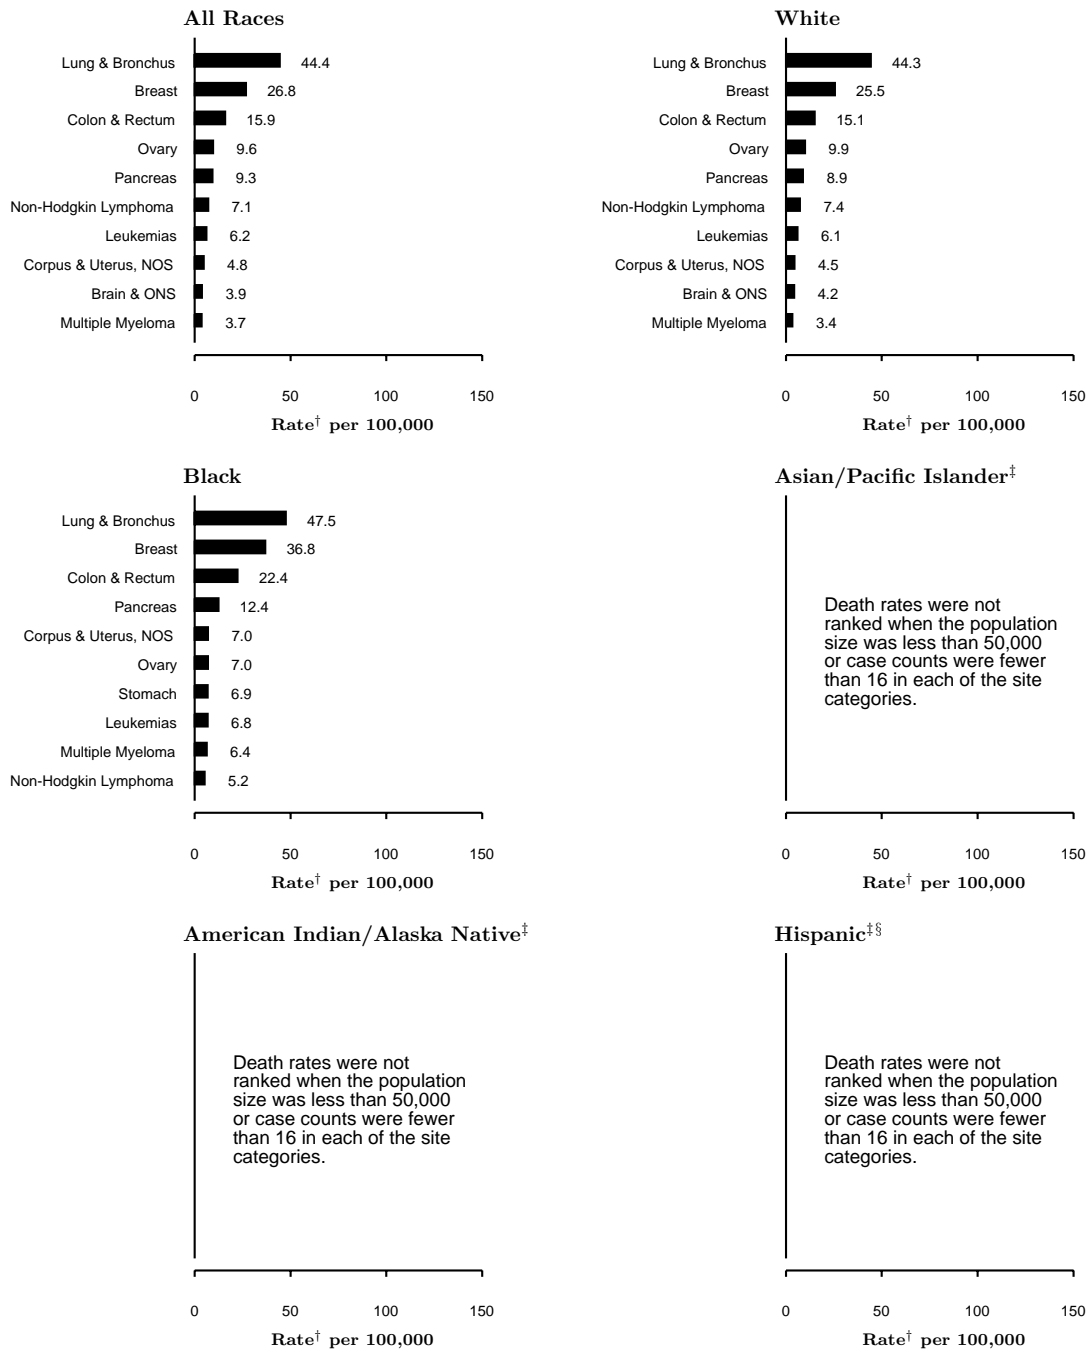 All Races
Lung & Bronchus 44.4
Breast 26.8
Colon & Rectum 15.9
Ovary 9.6
Pancreas 9.3
Non-Hodgkin Lymphoma 7.1
Leukemias 6.2
Corpus & Uterus, NOS 4.8
Brain & ONS 3.9
Multiple Myeloma 3.7
0 50 100 150
Rate† per 100,000
White
Lung & Bronchus 44.3
Breast 25.5
Colon & Rectum 15.1
Ovary 9.9
Pancreas 8.9
Non-Hodgkin Lymphoma 7.4
Leukemias 6.1
Corpus & Uterus, NOS 4.5
Brain & ONS 4.2
Multiple Myeloma 3.4
0 50 100 150
Rate† per 100,000
Black
Lung & Bronchus 47.5
Breast 36.8
Colon & Rectum 22.4
Pancreas 12.4
Corpus & Uterus, NOS 7.0
Ovary 7.0
Stomach 6.9
Leukemias 6.8
Multiple Myeloma 6.4
Non-Hodgkin Lymphoma 5.2
0 50 100 150
Rate† per 100,000
Asian/Pacific Islander‡
Death rates were not
ranked when the population
size was less than 50,000
or case counts were fewer
than 16 in each of the site
categories.
0 50 100 150
Rate† per 100,000
American Indian/Alaska Native‡
Death rates were not
ranked when the population
size was less than 50,000
or case counts were fewer
than 16 in each of the site
categories.
0 50 100 150
Rate† per 100,000
Hispanic‡§
Death rates were not
ranked when the population
size was less than 50,000
or case counts were fewer
than 16 in each of the site
categories.
0 50 100 150
Rate† per 100,000